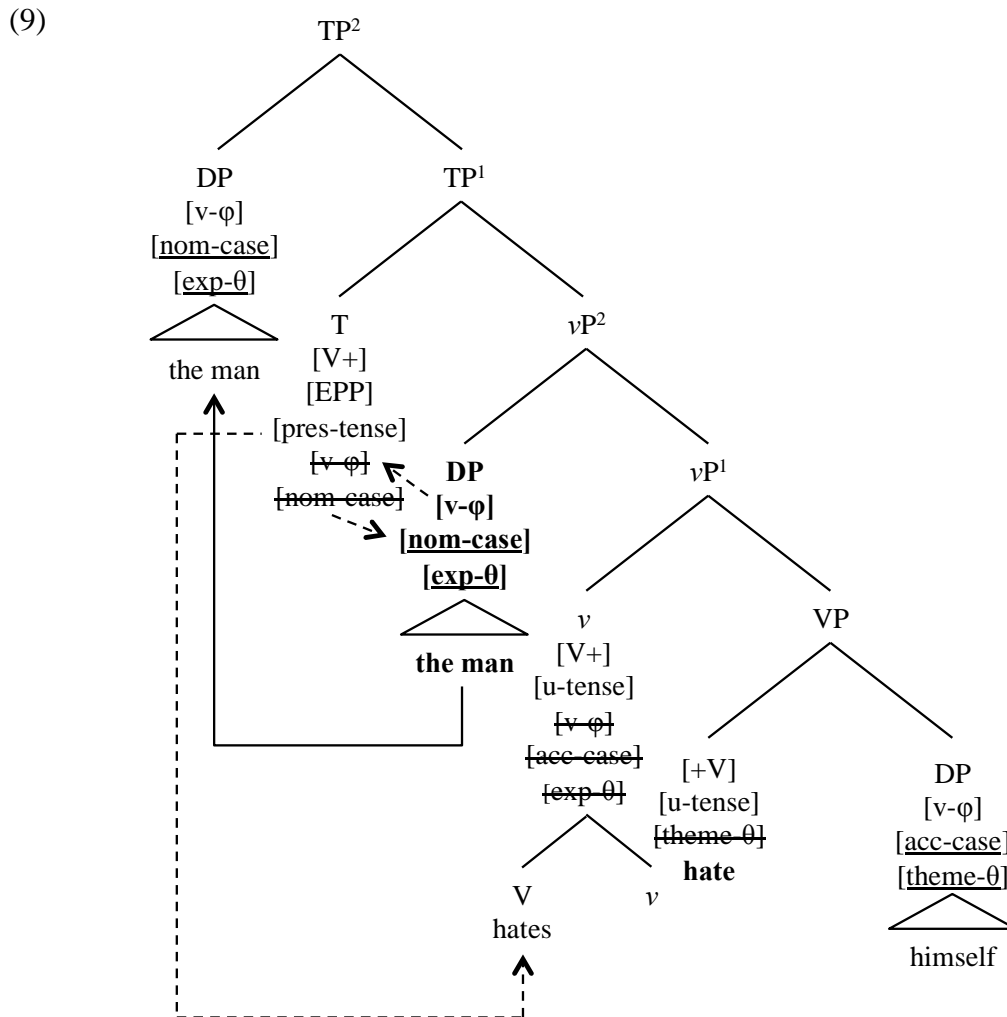 (9)
TP²
DP
[v-φ]
[nom-case]
[exp-θ]
the man
TP¹
T
[V+]
[EPP]
[pres-tense]
[v-φ]
[nom-case]
vP²
DP
[v-φ]
[nom-case]
[exp-θ]
the man
vP¹
v
[V+]
[u-tense]
[v-φ]
[acc-case]
[exp-θ]
V
hates
v
VP
[+V]
[u-tense]
[theme-θ]
hate
DP
[v-φ]
[acc-case]
[theme-θ]
himself